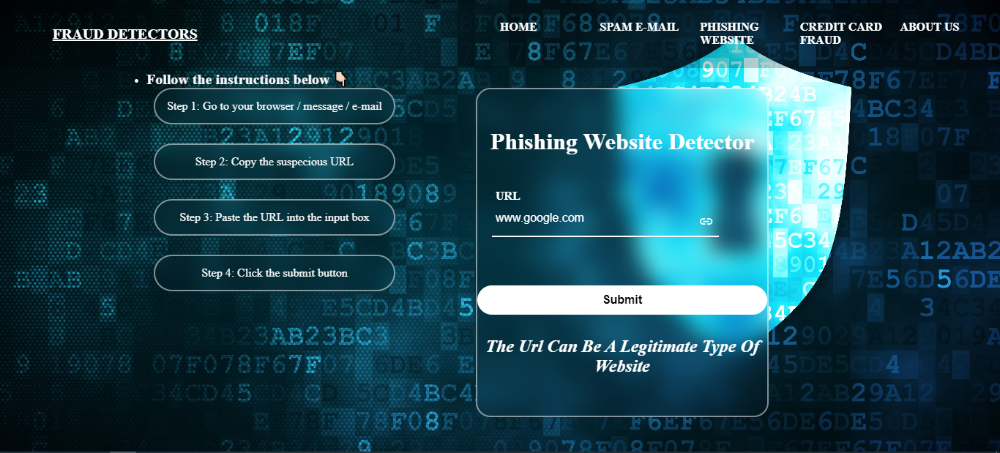 FRAUD DETECTORS
HOME
SPAM E-MAIL
PHISHING
WEBSITE
CREDIT CARD
FRAUD
ABOUT US
Follow the instructions below 👇🏻
Step 1: Go to your browser / message / e-mail
Step 2: Copy the suspecious URL
Step 3: Paste the URL into the input box
Step 4: Click the submit button
Phishing Website Detector
URL
www.google.com
Submit
The Url Can Be A Legitimate Type Of
Website